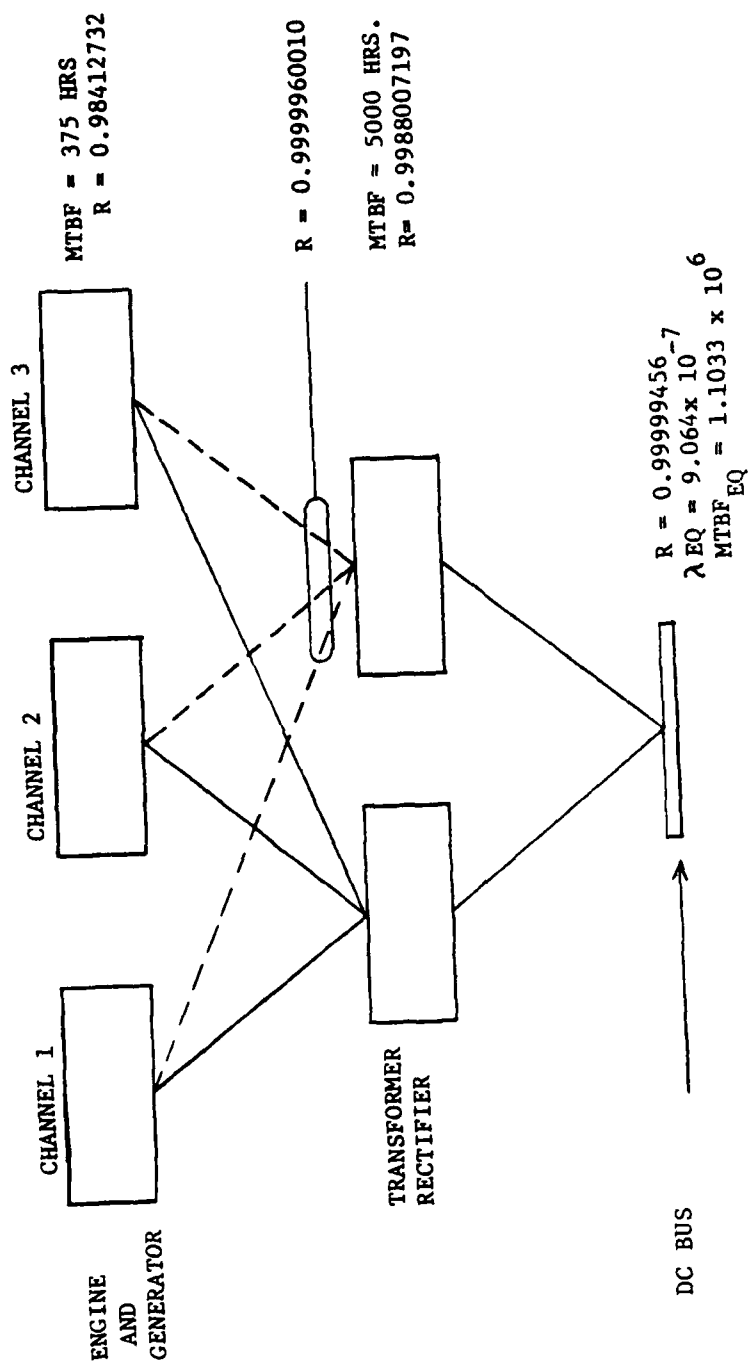 ENGINE
AND
GENERATOR
CHANNEL 1
CHANNEL 2
CHANNEL 3
MTBF = 375 HRS
R = 0.98412732
R = 0.9999960010
TRANSFORMER
RECTIFIER
MTBF = 5000 HRS.
R= 0.9988007197
DC BUS
R = 0.99999456
λEQ = 9.064x 10-7
MTBFEQ = 1.1033 x 106